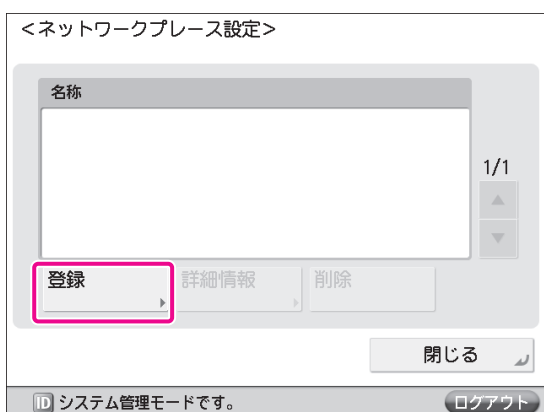 <ネットワークプレース設定>
名称
1/1
登録
詳細情報
削除
閉じる
ID システム管理モードです。
ログアウト